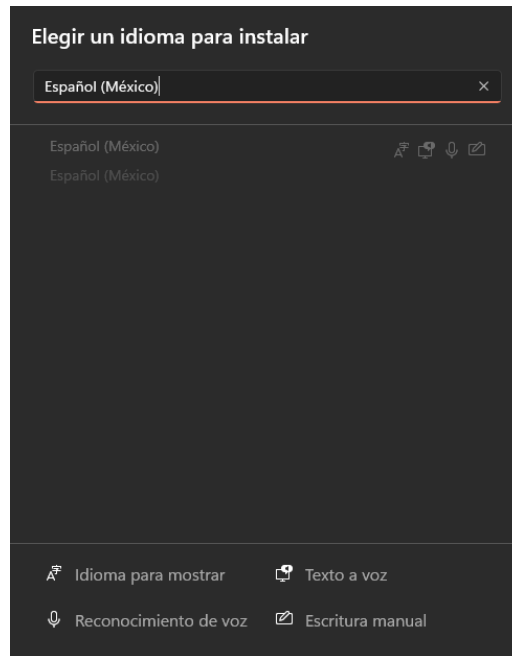 Elegir un idioma para instalar
Español (México)
Español (México)
Español (México)
Idioma para mostrar
Texto a voz
Reconocimiento de voz
Escritura manual